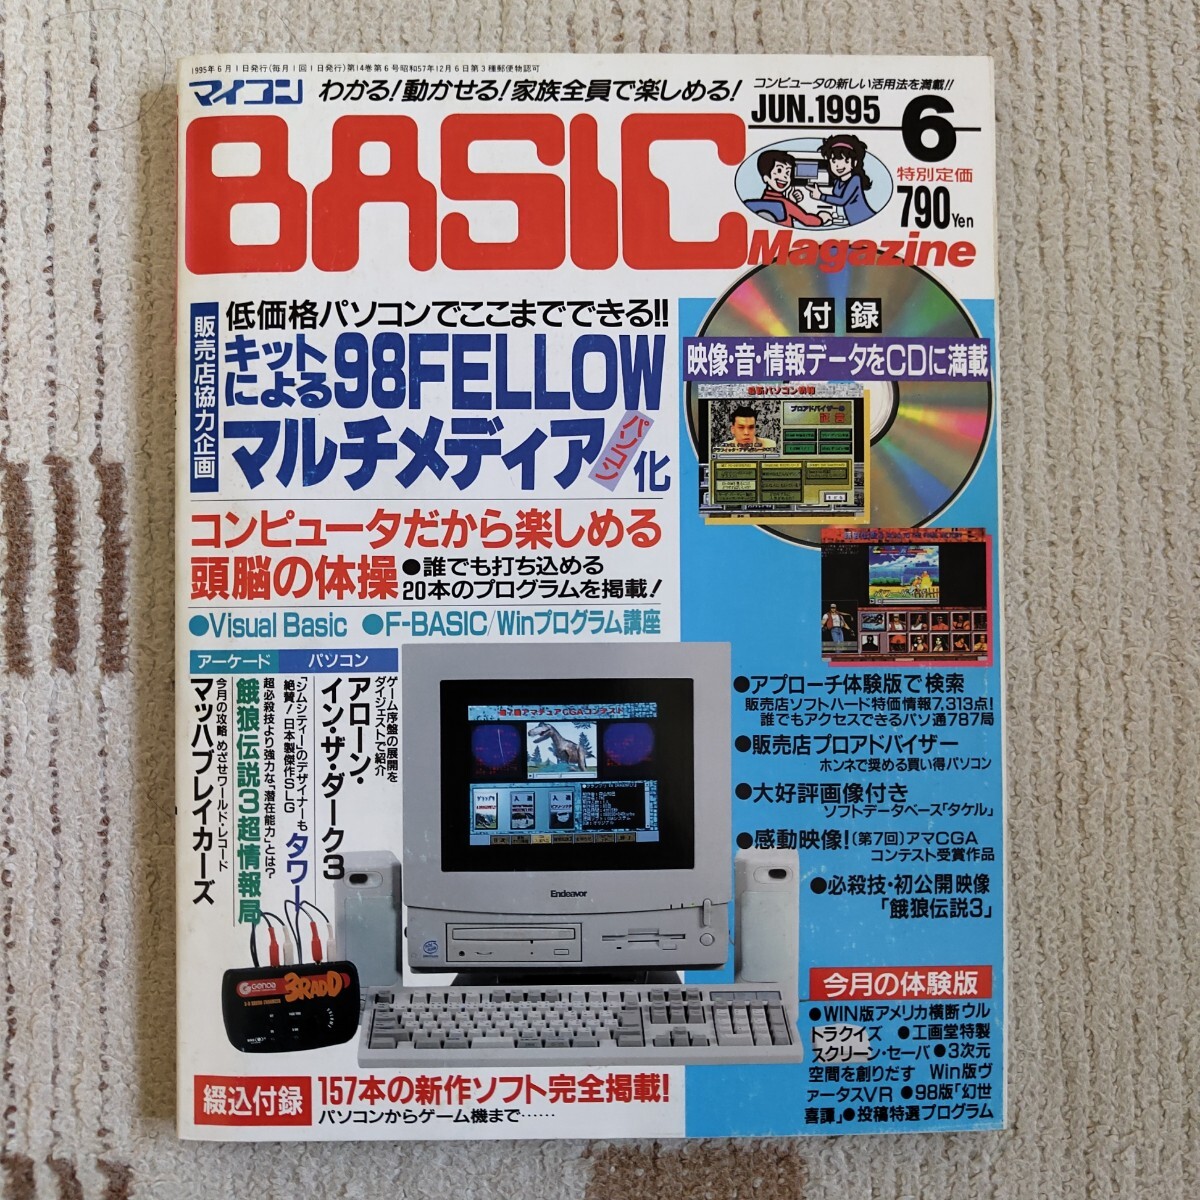 1995年6月1日発行(毎月1回1日発行)第14巻第6号昭和57年12月6日第3種郵便物認可
マイコン
わかる!動かせる!家族全員で楽しめる!
コンピュータの新しい活用法を満載!!
JUN.1995
6
BASIC
Magazine
特別定価
790Yen
販売店協力企画
低価格パソコンでここまでできる!!
キットによる98FELLOW
マルチメディアパソコン化
付録
映像・音・情報データをCDに満載
コンピュータだから楽しめる
頭脳の体操
●誰でも打ち込める
20本のプログラムを掲載!
●Visual Basic ●F-BASIC/Winプログラム講座
アーケード
パソコン
ゲーム序盤の展開を
ダイジェストで紹介
アローン・
イン・ザ・ダーク3
「シムシティー」のデザイナーも
絶賛!日本製傑作SLG
タワー
超必殺技より強力な「潜在能力」とは?
餓狼伝説3超情報局
今月の攻略 めざせワールド・レコード
マッハブレイカーズ
●アプローチ体験版で検索
販売店ソフトハード特価情報7,313点!
誰でもアクセスできるパソ通787局
●販売店プロアドバイザー
ホンネで奨める買い得パソコン
●大好評画像付き
ソフトデータベース「タケル」
●感動映像!(第7回)アマCGA
コンテスト受賞作品
●必殺技・初公開映像
「餓狼伝説3」
Endeavor
Genoa
3RADD
今月の体験版
●WIN版アメリカ横断ウル
トラクイズ ●工画堂特製
スクリーン・セーバ●3次元
空間を創りだす Win版ヴ
ァータスVR ●98版「幻世
喜譚」●投稿特選プログラム
綴込付録
157本の新作ソフト完全掲載!
パソコンからゲーム機まで……